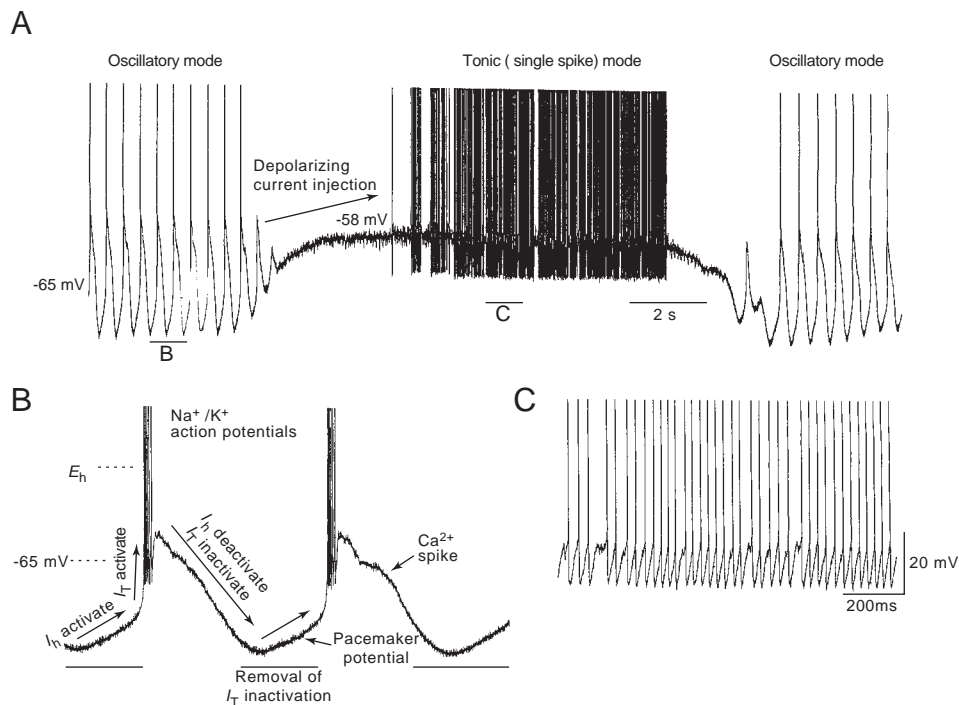 A
Oscillatory mode
Tonic ( single spike) mode
Oscillatory mode
Depolarizing
current injection
-58 mV
-65 mV
B
C
2 s
B
Na+ /K+
action potentials
Eh
-65 mV
Ih activate
IT activate
Ih deactivate
IT inactivate
Ca2+
spike
Pacemaker
potential
Removal of
IT inactivation
C
20 mV
200ms